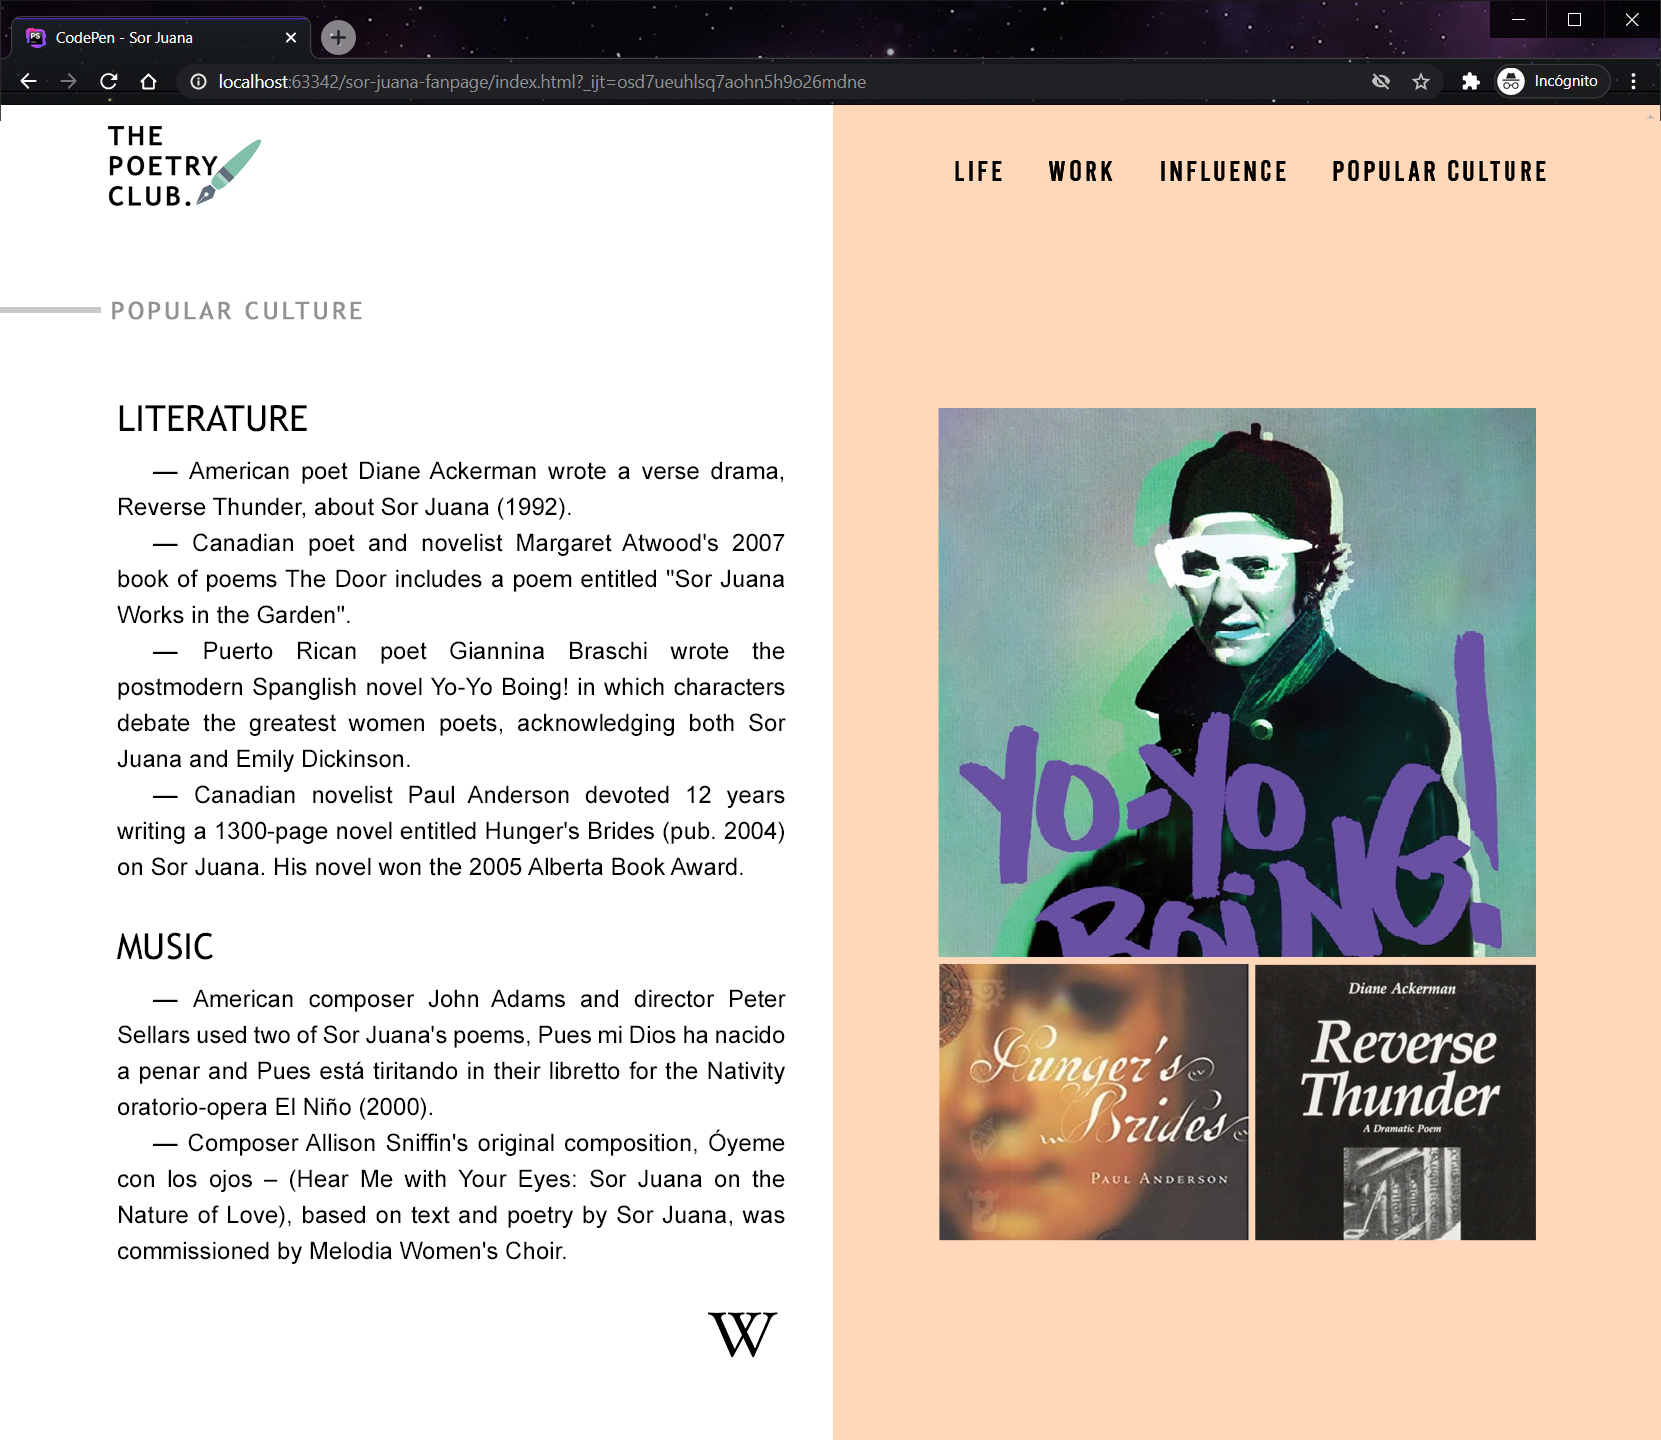 CodePen - Sor Juana
localhost:63342/sor-juana-fanpage/index.html?_ijt=osd7ueuhlsq7aohn5h9o26mdne
Incógnito
THE
POETRY
CLUB.
LIFE WORK INFLUENCE POPULAR CULTURE
POPULAR CULTURE
LITERATURE
— American poet Diane Ackerman wrote a verse drama,
Reverse Thunder, about Sor Juana (1992).
— Canadian poet and novelist Margaret Atwood's 2007
book of poems The Door includes a poem entitled "Sor Juana
Works in the Garden".
— Puerto Rican poet Giannina Braschi wrote the
postmodern Spanglish novel Yo-Yo Boing! in which characters
debate the greatest women poets, acknowledging both Sor
Juana and Emily Dickinson.
— Canadian novelist Paul Anderson devoted 12 years
writing a 1300-page novel entitled Hunger's Brides (pub. 2004)
on Sor Juana. His novel won the 2005 Alberta Book Award.
MUSIC
— American composer John Adams and director Peter
Sellars used two of Sor Juana's poems, Pues mi Dios ha nacido
a penar and Pues está tiritando in their libretto for the Nativity
oratorio-opera El Niño (2000).
— Composer Allison Sniffin's original composition, Óyeme
con los ojos – (Hear Me with Your Eyes: Sor Juana on the
Nature of Love), based on text and poetry by Sor Juana, was
commissioned by Melodia Women's Choir.
W
YO-YO
BOiNG!
Hunger's
Brides
PAUL ANDERSON
Diane Ackerman
Reverse
Thunder
A Dramatic Poem